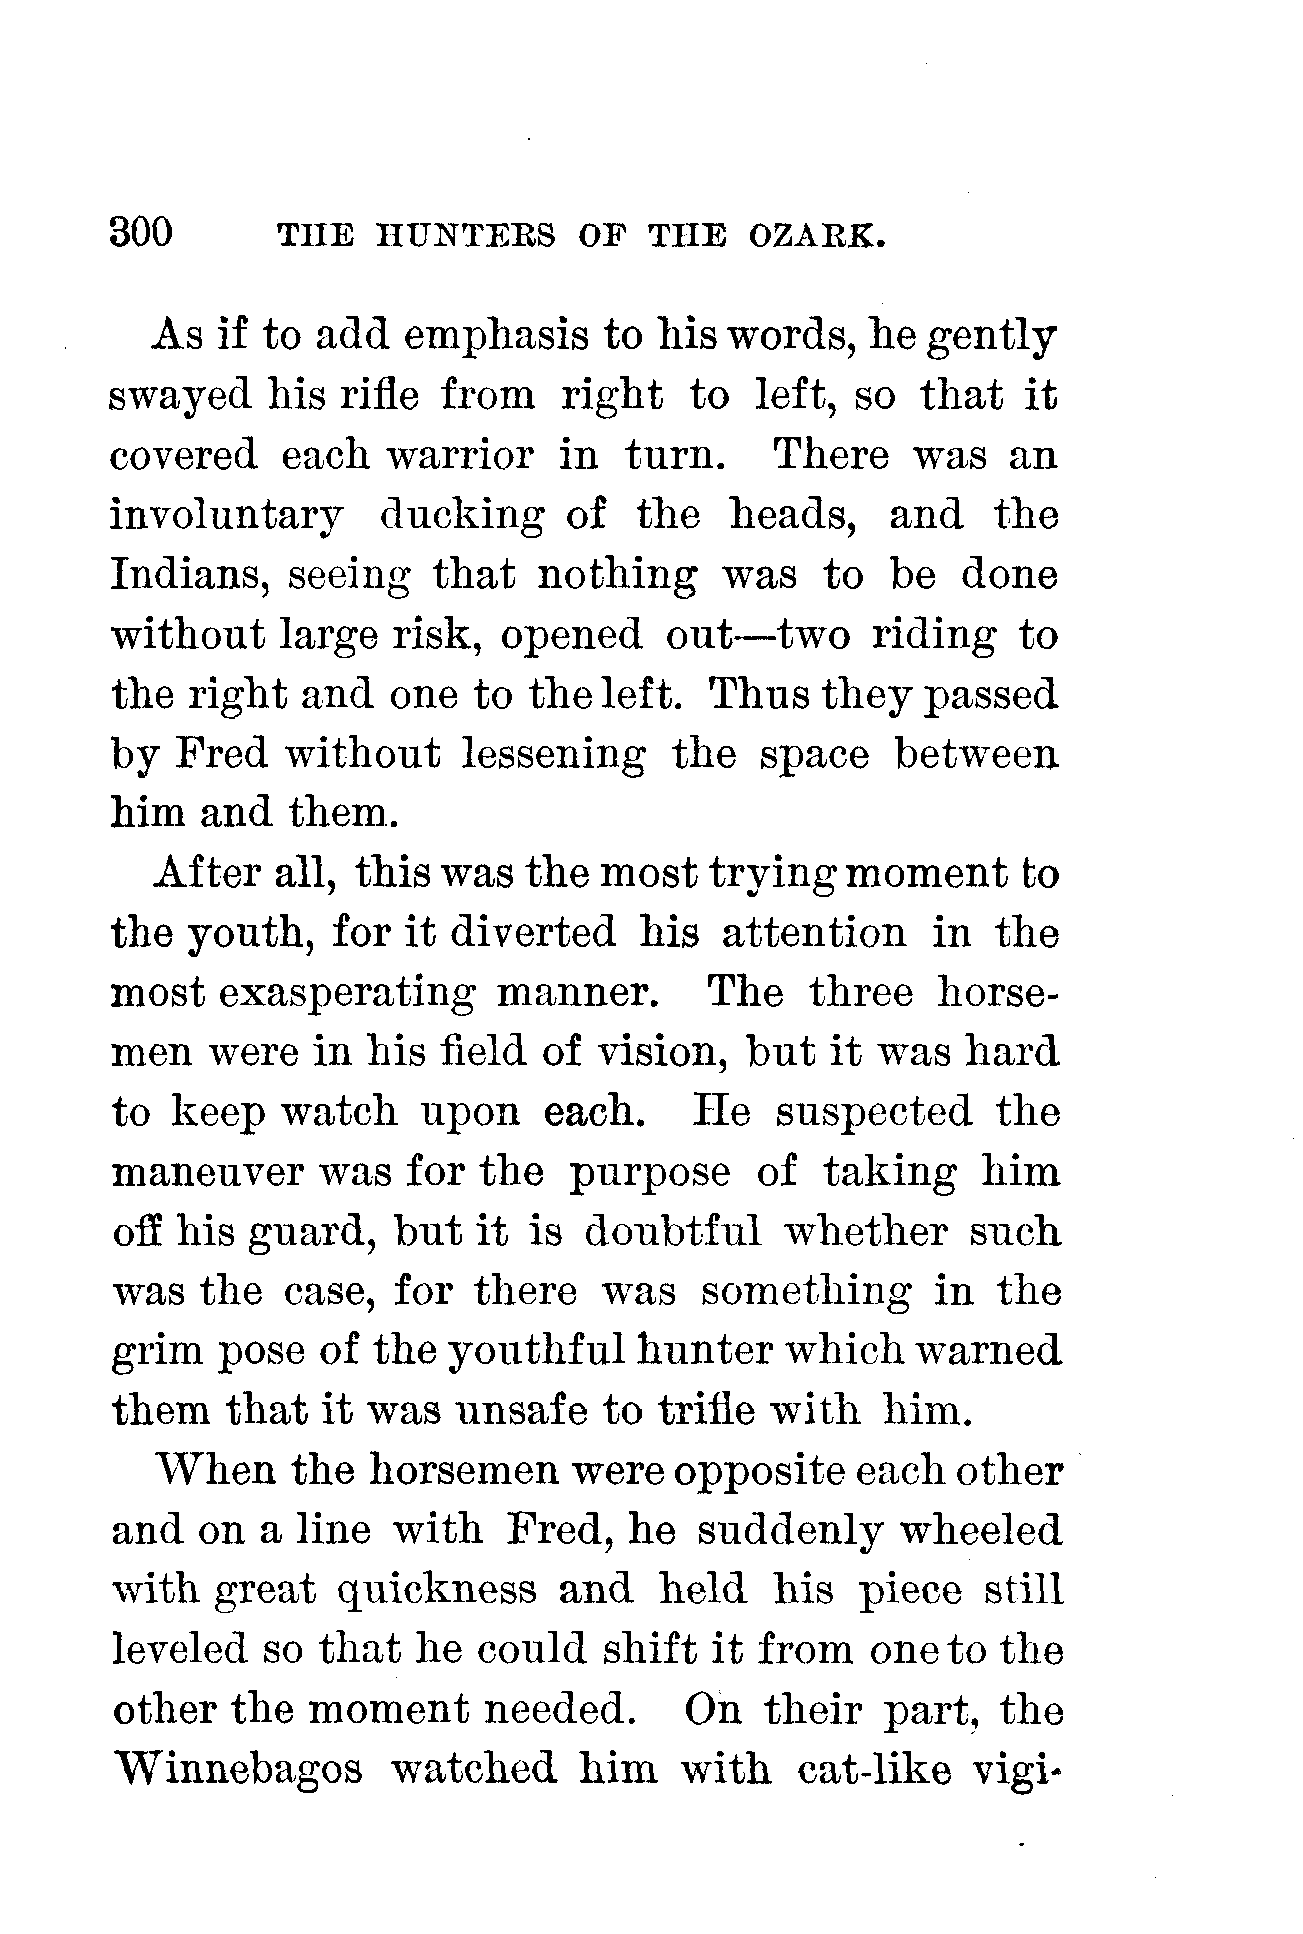 300 THE HUNTERS OF THE OZARK.
As if to add emphasis to his words, he gently
swayed his rifle from right to left, so that it
covered each warrior in turn. There was an
involuntary ducking of the heads, and the
Indians, seeing that nothing was to be done
without large risk, opened out—two riding to
the right and one to the left. Thus they passed
by Fred without lessening the space between
him and them.
After all, this was the most trying moment to
the youth, for it diverted his attention in the
most exasperating manner. The three horse-
men were in his field of vision, but it was hard
to keep watch upon each. He suspected the
maneuver was for the purpose of taking him
off his guard, but it is doubtful whether such
was the case, for there was something in the
grim pose of the youthful hunter which warned
them that it was unsafe to trifle with him.
When the horsemen were opposite each other
and on a line with Fred, he suddenly wheeled
with great quickness and held his piece still
leveled so that he could shift it from one to the
other the moment needed. On their part, the
Winnebagos watched him with cat-like vigi-